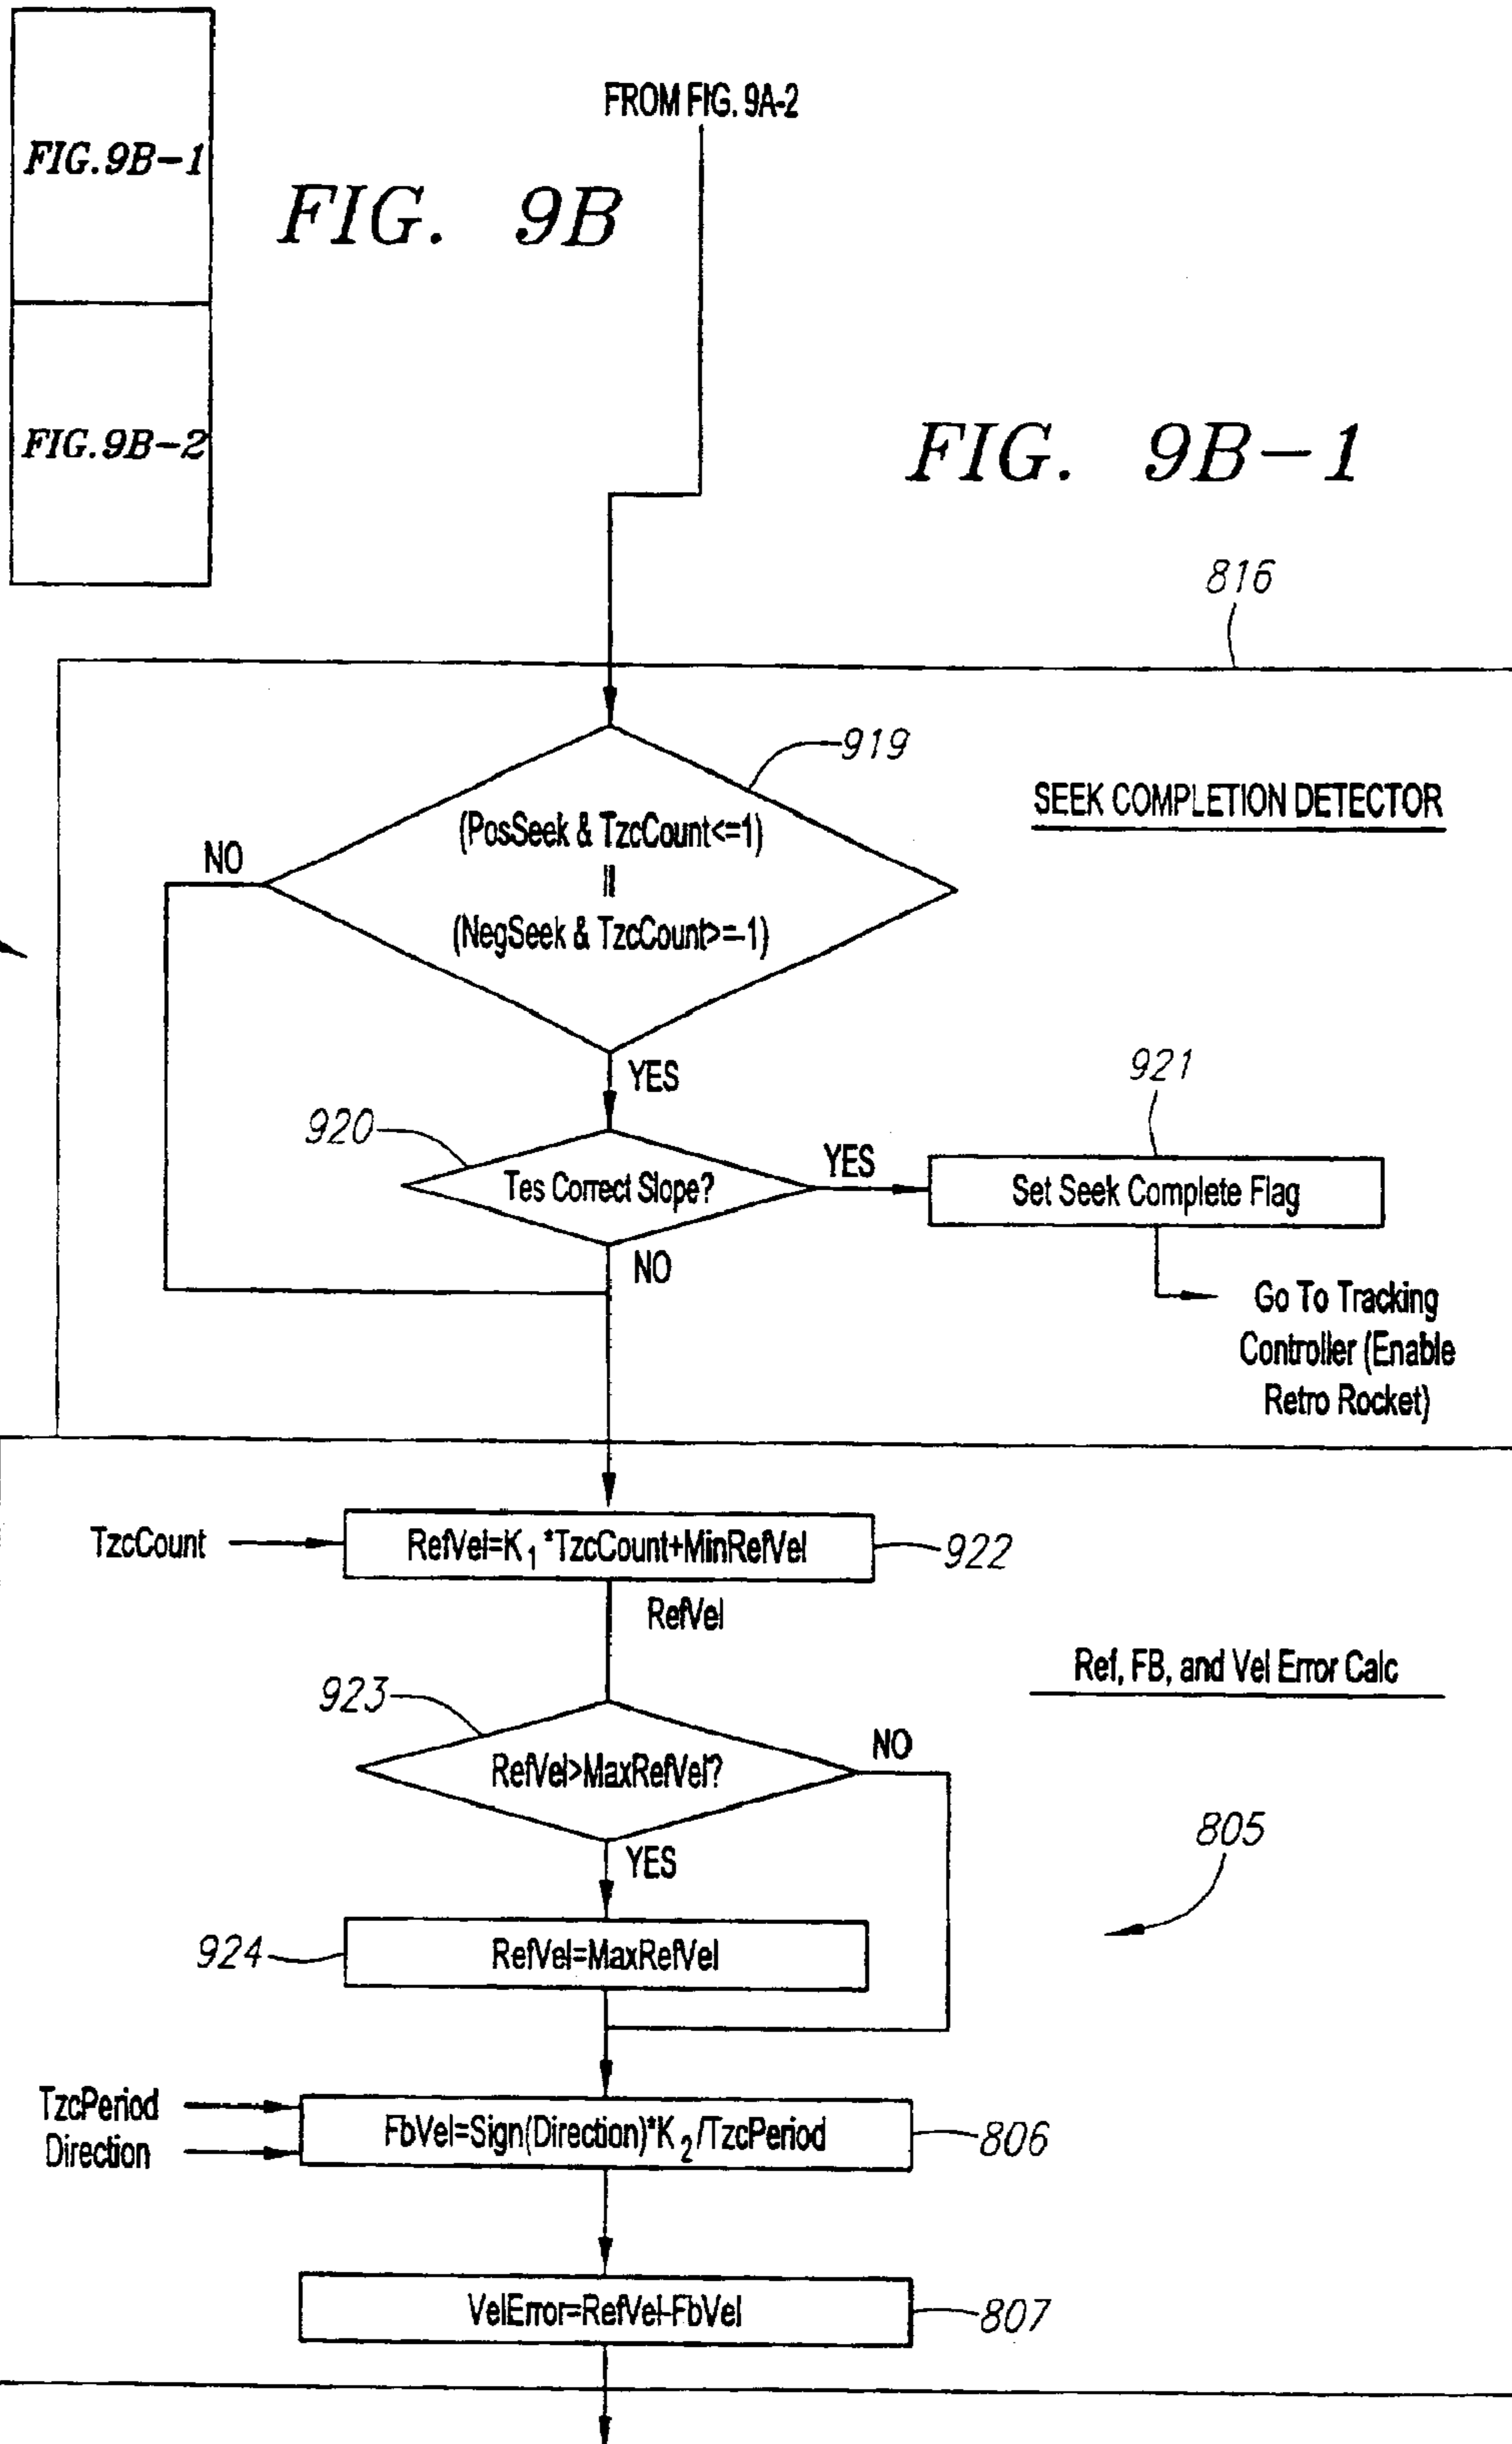 FROM FIG. 9A-2
FIG.9B-1
FIG. 9B
FIG.9B-2
FIG. 9B-1
816
919
SEEK COMPLETION DETECTOR
(PosSeek & TzcCount<=1)
||
(NegSeek & TzcCount>=-1)
NO
YES
920
921
Tes Correct Slope?
YES
Set Seek Complete Flag
NO
Go To Tracking
Controller (Enable
Retro Rocket)
TzcCount
RefVel=K1*TzcCount+MinRefVel
922
RefVel
Ref, FB, and Vel Error Calc
923
RefVel>MaxRefVel?
NO
805
YES
924
RefVel=MaxRefVel
TzcPeriod
Direction
FbVel=Sign(Direction)*K2/TzcPeriod
806
VelError=RefVel-FbVel
807